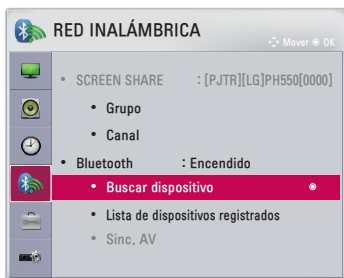 RED INALÁMBRICA
Mover OK
• SCREEN SHARE : [PJTR][LG]PH550[0000]
• Grupo
• Canal
• Bluetooth : Encendido
• Buscar dispositivo
• Lista de dispositivos registrados
• Sinc. AV